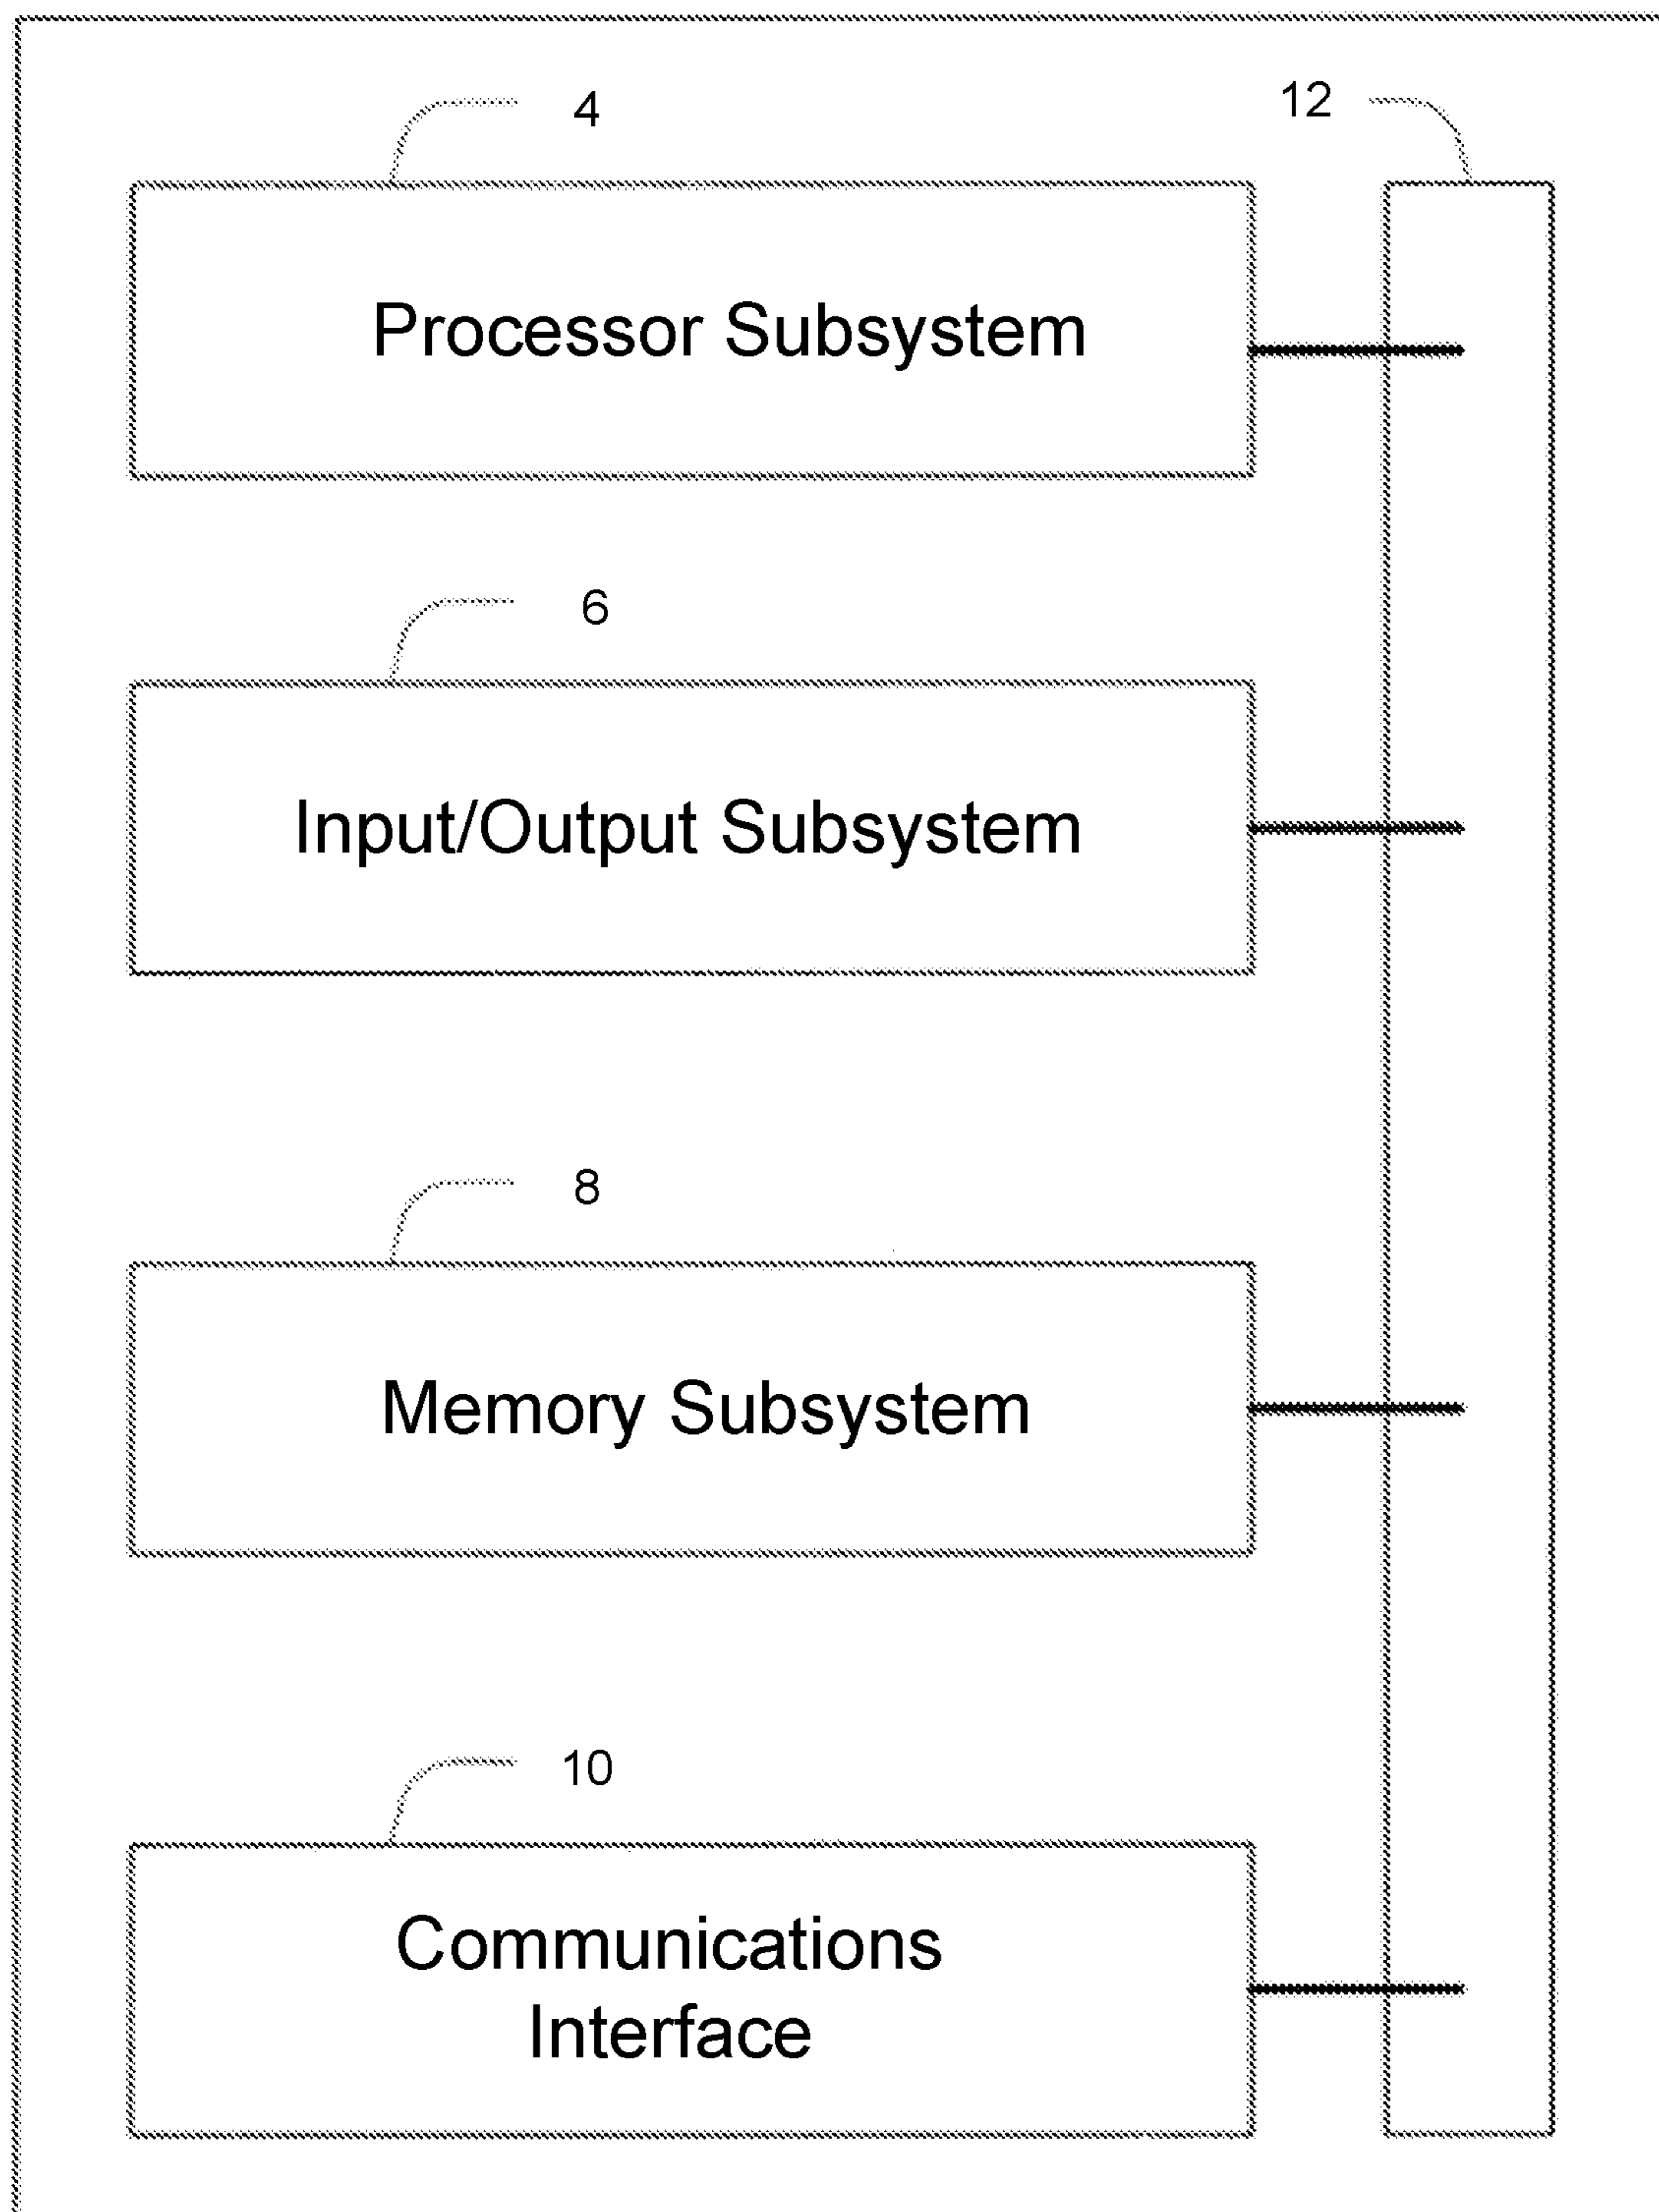 4
12
Processor Subsystem
6
Input/Output Subsystem
8
Memory Subsystem
10
Communications
Interface